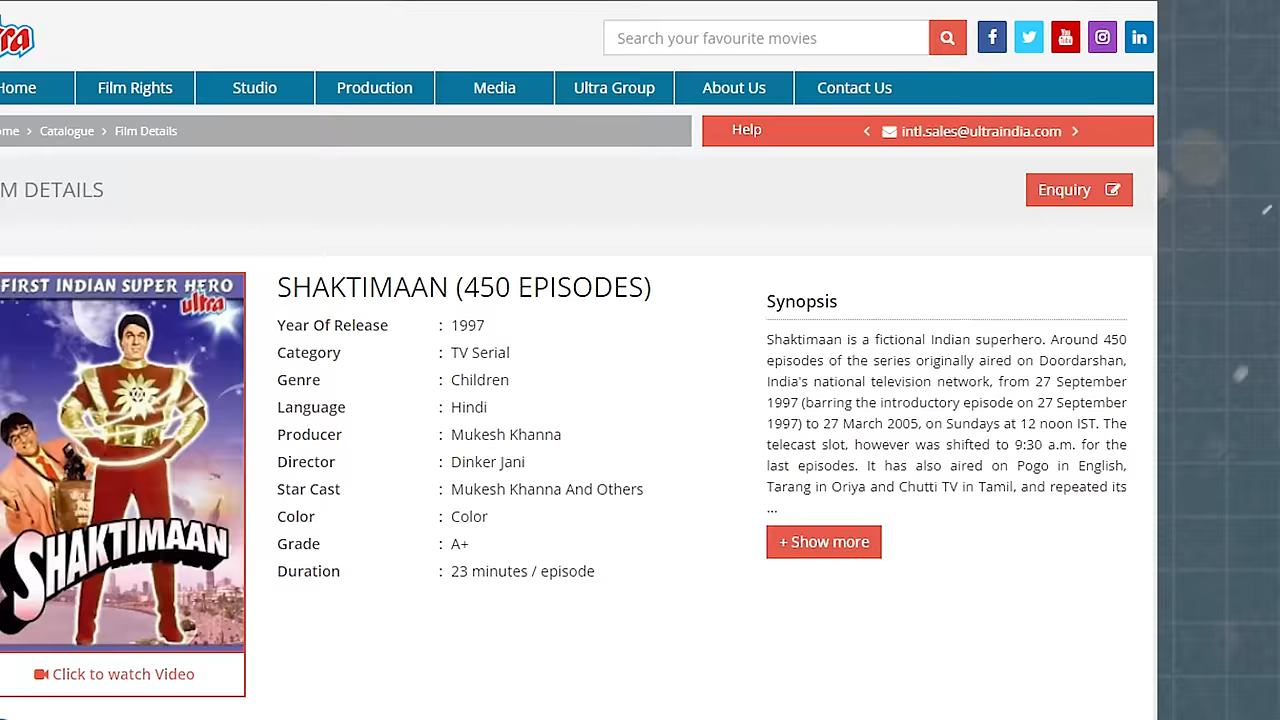 Search your favourite movies
Home Film Rights Studio Production Media Ultra Group About Us Contact Us
Catalogue > Film Details
Help < intl.sales@ultraindia.com >
M DETAILS
Enquiry
FIRST INDIAN SUPER HERO
ultra
SHAKTIMAAN
Click to watch Video
SHAKTIMAAN (450 EPISODES)
Year Of Release : 1997
Category : TV Serial
Genre : Children
Language : Hindi
Producer : Mukesh Khanna
Director : Dinker Jani
Star Cast : Mukesh Khanna And Others
Color : Color
Grade : A+
Duration : 23 minutes / episode
Synopsis
Shaktimaan is a fictional Indian superhero. Around 450
episodes of the series originally aired on Doordarshan,
India's national television network, from 27 September
1997 (barring the introductory episode on 27 September
1997) to 27 March 2005, on Sundays at 12 noon IST. The
telecast slot, however was shifted to 9:30 a.m. for the
last episodes. It has also aired on Pogo in English,
Tarang in Oriya and Chutti TV in Tamil, and repeated its
...
+ Show more